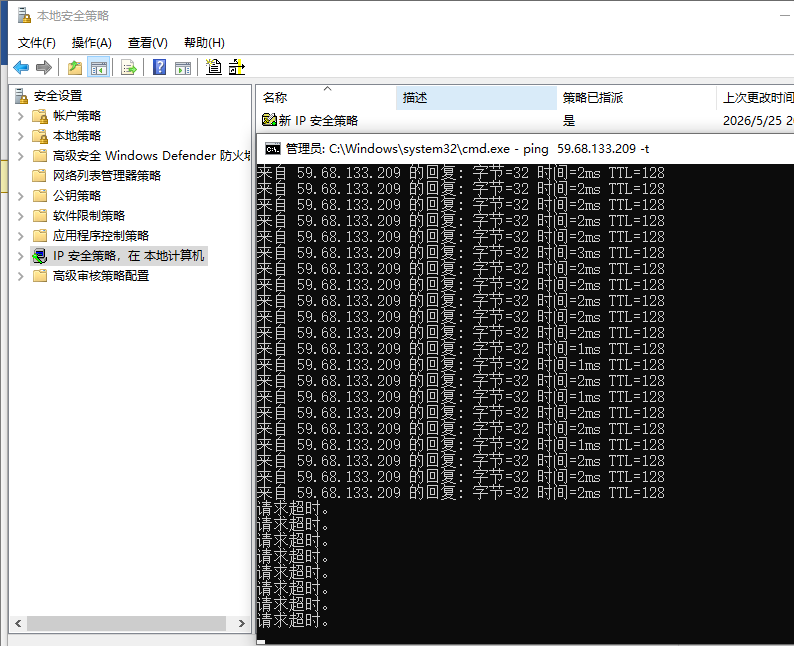 本地安全策略
文件(F) 操作(A) 查看(V) 帮助(H)
安全设置
帐户策略
本地策略
高级安全 Windows Defender 防火墙
网络列表管理器策略
公钥策略
软件限制策略
应用程序控制策略
IP 安全策略，在 本地计算机
高级审核策略配置
名称 描述 策略已指派 上次更改时间
新 IP 安全策略 是 2026/5/25 2
管理员: C:\Windows\system32\cmd.exe - ping 59.68.133.209 -t
来自 59.68.133.209 的回复: 字节=32 时间=2ms TTL=128
来自 59.68.133.209 的回复: 字节=32 时间=2ms TTL=128
来自 59.68.133.209 的回复: 字节=32 时间=2ms TTL=128
来自 59.68.133.209 的回复: 字节=32 时间=2ms TTL=128
来自 59.68.133.209 的回复: 字节=32 时间=2ms TTL=128
来自 59.68.133.209 的回复: 字节=32 时间=3ms TTL=128
来自 59.68.133.209 的回复: 字节=32 时间=2ms TTL=128
来自 59.68.133.209 的回复: 字节=32 时间=2ms TTL=128
来自 59.68.133.209 的回复: 字节=32 时间=2ms TTL=128
来自 59.68.133.209 的回复: 字节=32 时间=2ms TTL=128
来自 59.68.133.209 的回复: 字节=32 时间=2ms TTL=128
来自 59.68.133.209 的回复: 字节=32 时间=1ms TTL=128
来自 59.68.133.209 的回复: 字节=32 时间=1ms TTL=128
来自 59.68.133.209 的回复: 字节=32 时间=2ms TTL=128
来自 59.68.133.209 的回复: 字节=32 时间=1ms TTL=128
来自 59.68.133.209 的回复: 字节=32 时间=2ms TTL=128
来自 59.68.133.209 的回复: 字节=32 时间=2ms TTL=128
来自 59.68.133.209 的回复: 字节=32 时间=1ms TTL=128
来自 59.68.133.209 的回复: 字节=32 时间=2ms TTL=128
来自 59.68.133.209 的回复: 字节=32 时间=2ms TTL=128
来自 59.68.133.209 的回复: 字节=32 时间=2ms TTL=128
请求超时。
请求超时。
请求超时。
请求超时。
请求超时。
请求超时。
请求超时。
请求超时。